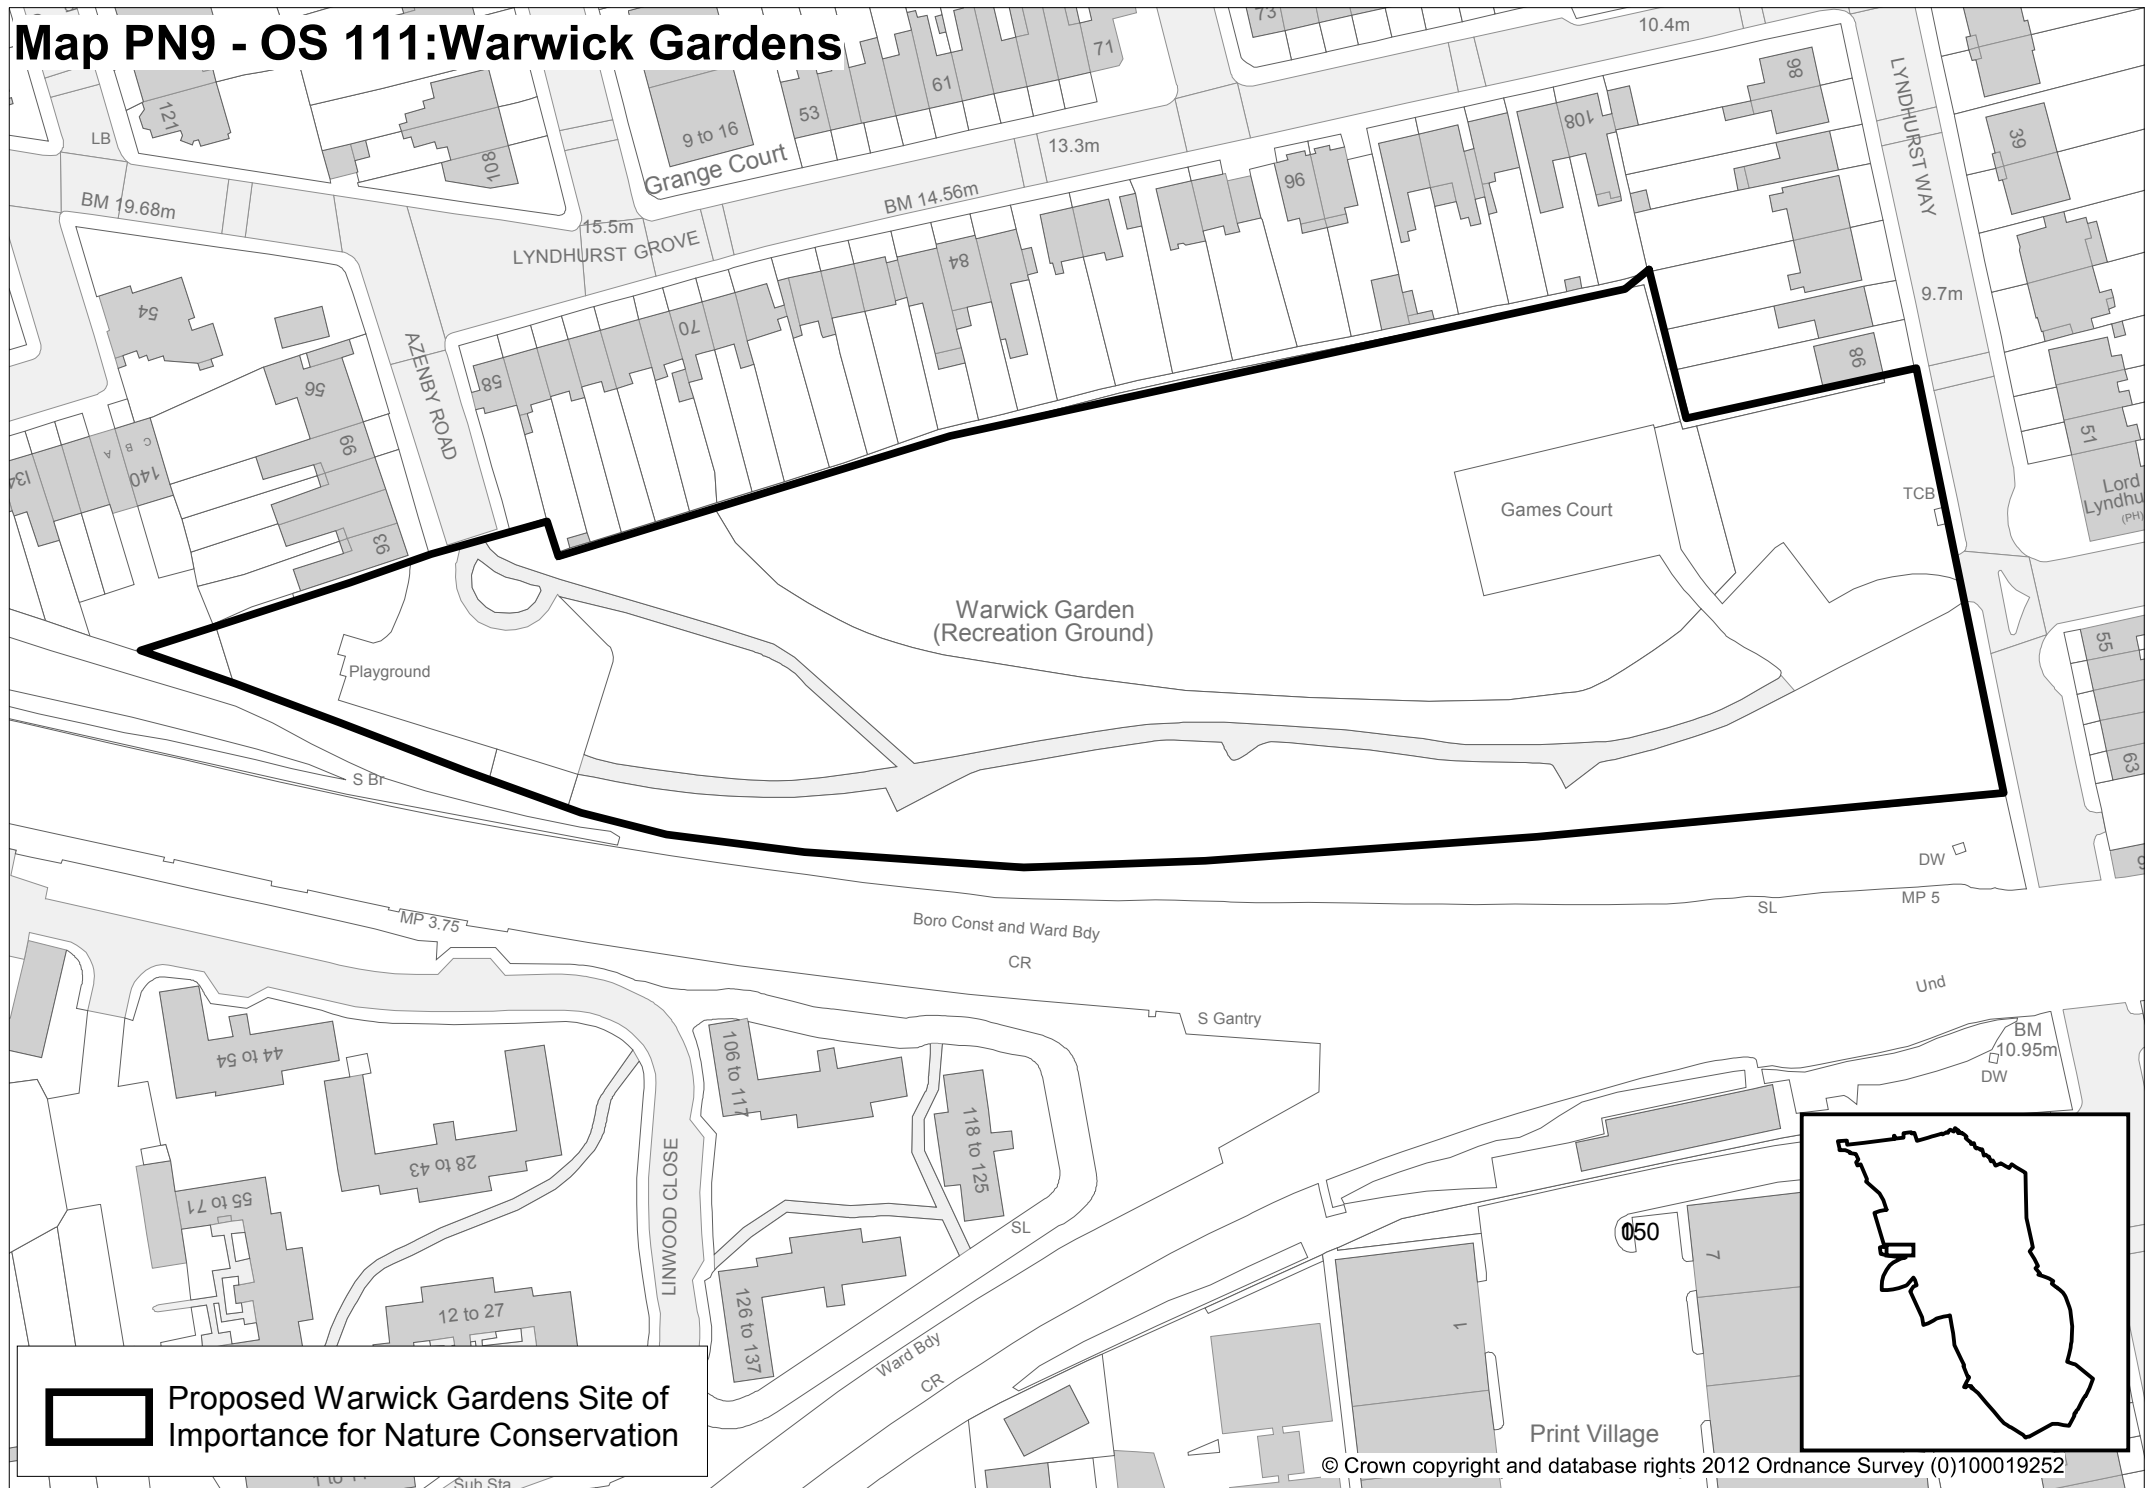 Map PN9 - OS 111:Warwick Gardens
73
10.4m
71
61
53
9 to 16
Grange Court
121
LB
108
13.3m
BM 19.68m
BM 14.56m
15.5m
LYNDHURST GROVE
96
108
98
LYNDHURST WAY
39
9.7m
54
84
70
58
56
AZENBY ROAD
86
51
Lord
(PH)
C B A
140
66
93
TCB
Games Court
Warwick Garden
(Recreation Ground)
Playground
55
63
S Br
DW
MP 5
SL
MP 3.75
Boro Const and Ward Bdy
CR
Und
S Gantry
BM
10.95m
DW
44 to 54
28 to 43
55 to 71
106 to 117
118 to 125
SL
LINWOOD CLOSE
126 to 137
12 to 27
Ward Bdy
CR
7
1
Print Village
Sub Sta
Proposed Warwick Gardens Site of
Importance for Nature Conservation
© Crown copyright and database rights 2012 Ordnance Survey (0)100019252